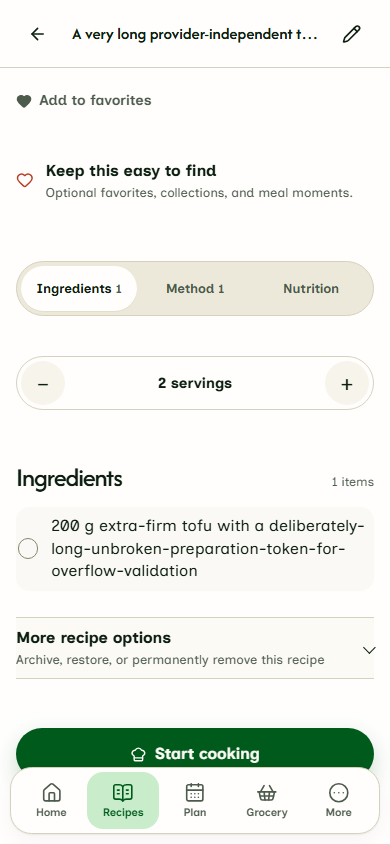 A very long provider-independent t...
Add to favorites
Keep this easy to find
Optional favorites, collections, and meal moments.
Ingredients 1
Method 1
Nutrition
− 2 servings +
Ingredients
1 items
200 g extra-firm tofu with a deliberately-
long-unbroken-preparation-token-for-
overflow-validation
More recipe options
Archive, restore, or permanently remove this recipe
Start cooking
Home
Recipes
Plan
Grocery
More